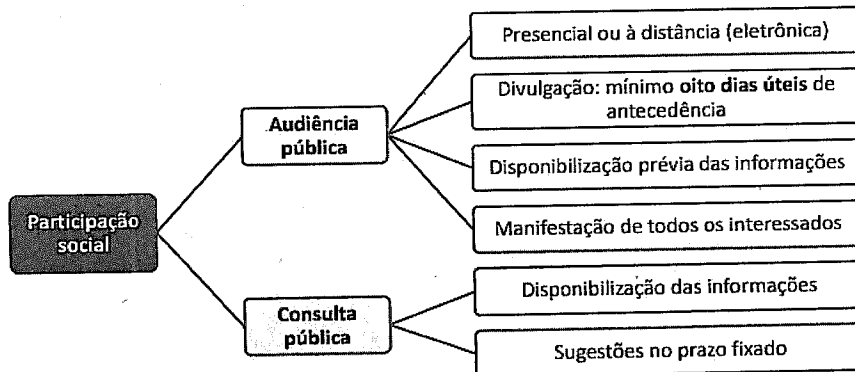 Participação
social
Audiência
pública
Presencial ou à distância (eletrônica)
Divulgação: mínimo oito dias úteis de
antecedência
Disponibilização prévia das informações
Manifestação de todos os interessados
Consulta
pública
Disponibilização das informações
Sugestões no prazo fixado